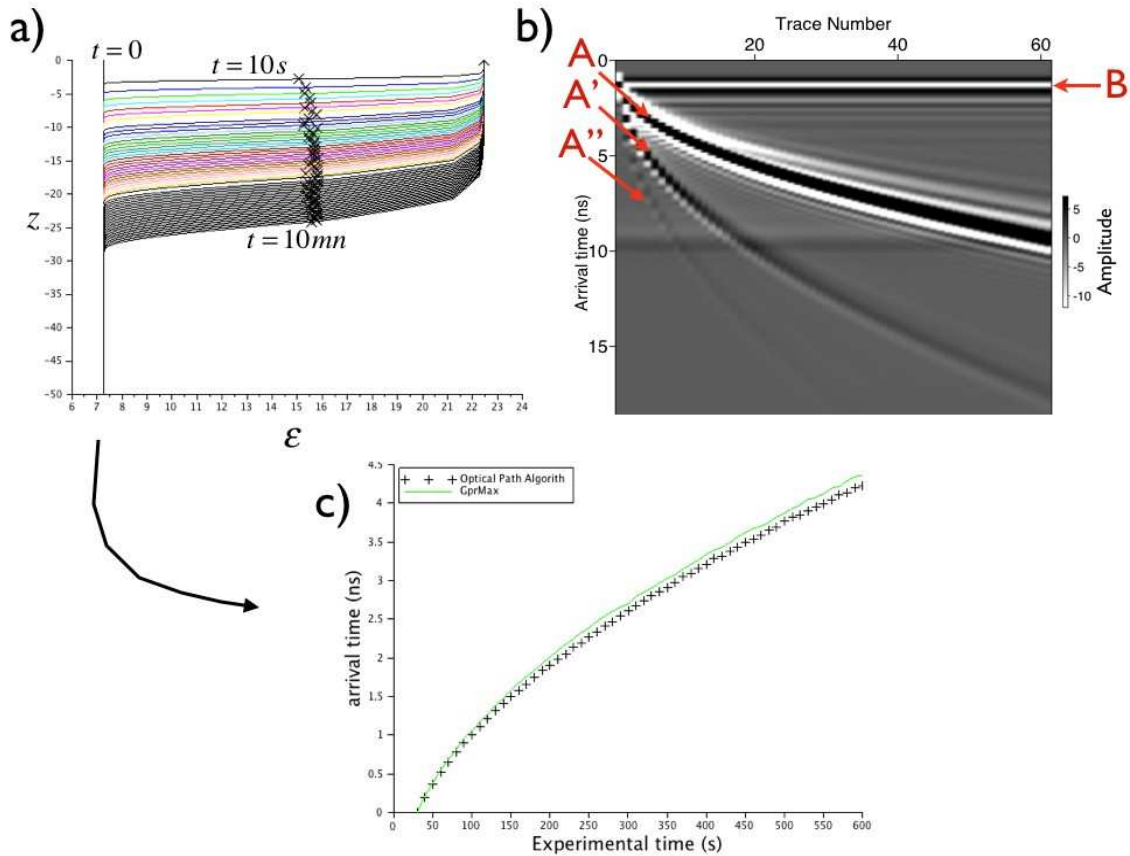 a)
t = 0
t = 10s
t = 10mn
z
0
-5
-10
-15
-20
-25
-30
-35
-40
-45
-50
6 7 8 9 10 11 12 13 14 15 16 17 18 19 20 21 22 23 24
ε
b)
Trace Number
20 40 60
A
A'
A''
B
0
5
10
15
Arrival time (ns)
5
0
-5
-10
Amplitude
c)
4.5
4
3.5
3
2.5
2
1.5
1
0.5
0
arrival time (ns)
+ + + Optical Path Algorith
GprMax
0 50 100 150 200 250 300 350 400 450 500 550 600
Experimental time (s)